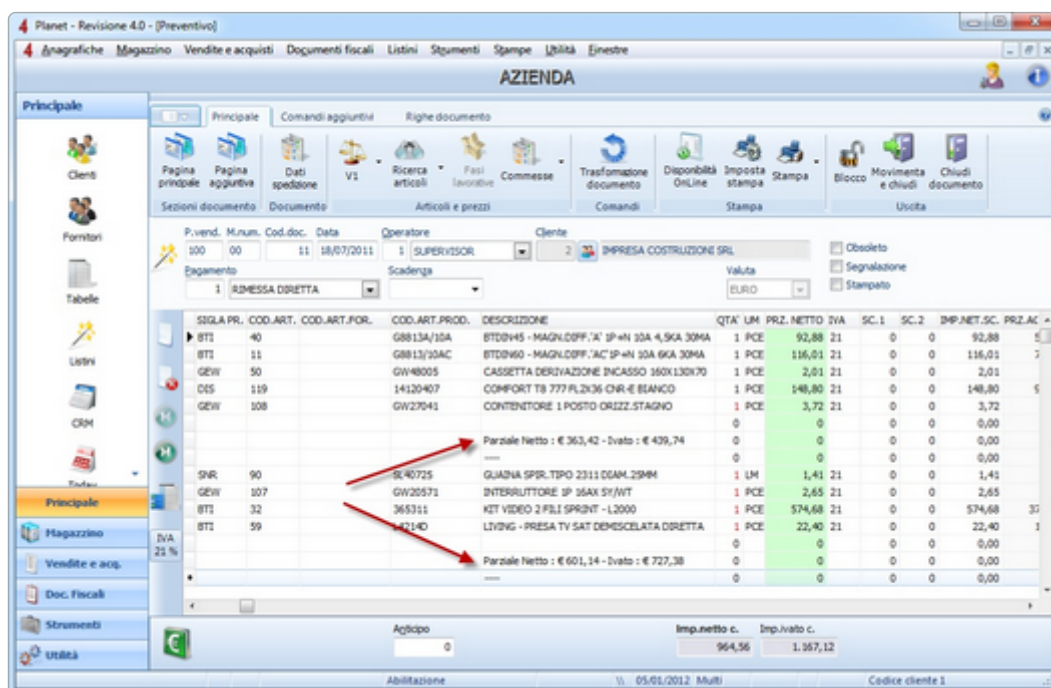 4 Planet - Revisione 4.0 - [Preventivo]
4 Anagrafiche Magazzino Vendite e acquisti Documenti fiscali Listini Strumenti Stampe Utilità Finestre
AZIENDA
Principale
Clienti
Fornitori
Tabelle
Listini
CRM
Today
Principale
Magazzino
Vendite e acq.
Doc. Fiscali
Strumenti
Utilità
Principale Comandi aggiuntivi Righe documento
Pagina principale Pagina aggiuntiva Dati spedizione V1 Ricerca articoli Fasi lavorative Commesse Trasformazione documento Disponibilità OnLine Imposta stampa Stampa Blocco Movimenta e chiudi Chiudi documento
Sezioni documento Documento Articoli e prezzi Comandi Stampa Uscita
P.vend. M.num. Cod.doc. Data Operatore Cliente
100 00 11 18/07/2011 1 SUPERVISOR 2 IMPRESA COSTRUZIONI SRL
Obsoleto
Segnalazione
Stampato
Pagamento Scadenza Valuta
1 RIMESSA DIRETTA EURO
SIGLA PR. COD.ART. COD.ART.FOR. COD.ART.PROD. DESCRIZIONE QTA' UM PRZ. NETTO IVA SC.1 SC.2 IMP.NET.SC. PRZ.AC
BTI 40 G8813A/10A BTDIN45 - MAGN.DIFF.'A' 1P+N 10A 4,5KA 30MA 1 PCE 92,88 21 0 0 92,88
BTI 11 G8813/10AC BTDIN60 - MAGN.DIFF.'AC' 1P+N 10A 6KA 30MA 1 PCE 116,01 21 0 0 116,01
GEW 50 GW48005 CASSETTA DERIVAZIONE INCASSO 160X130X70 1 PCE 2,01 21 0 0 2,01
DIS 119 14120407 COMFORT T8 777 FL 2X36 CNR-E BIANCO 1 PCE 148,80 21 0 0 148,80
GEW 108 GW27041 CONTENITORE 1 POSTO ORIZZ.STAGNO 1 PCE 3,72 21 0 0 3,72
0 0 0 0 0,00
Parziale Netto : € 363,42 - Ivato : € 439,74 0 0 0 0 0,00
---- 0 0 0 0 0,00
SNR 90 SL40725 GUAINA SPIR.TIPO 2311 DIAM.25MM 1 LM 1,41 21 0 0 1,41
GEW 107 GW20571 INTERRUTTORE 1P 16AX SY/WT 1 PCE 2,65 21 0 0 2,65
BTI 32 365311 KIT VIDEO 2 FILI SPRINT - L2000 1 PCE 574,68 21 0 0 574,68
BTI 59 LIVING - PRESA TV SAT DEMISCELATA DIRETTA 1 PCE 22,40 21 0 0 22,40
0 0 0 0 0,00
Parziale Netto : € 601,14 - Ivato : € 727,38 0 0 0 0 0,00
---- 0 0 0 0 0,00
IVA
21 %
Anticipo Imp.netto c. Imp.ivato c.
0 964,56 1.167,12
Abilitazione \\ 05/01/2012 Multi Codice cliente 1